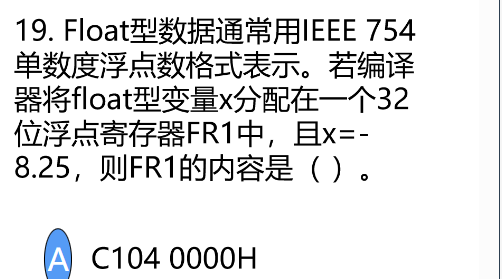 19. Float型数据通常用IEEE 754
单数度浮点数格式表示。若编译
器将float型变量x分配在一个32
位浮点寄存器FR1中，且x=-
8.25，则FR1的内容是（ ）。
A C104 0000H